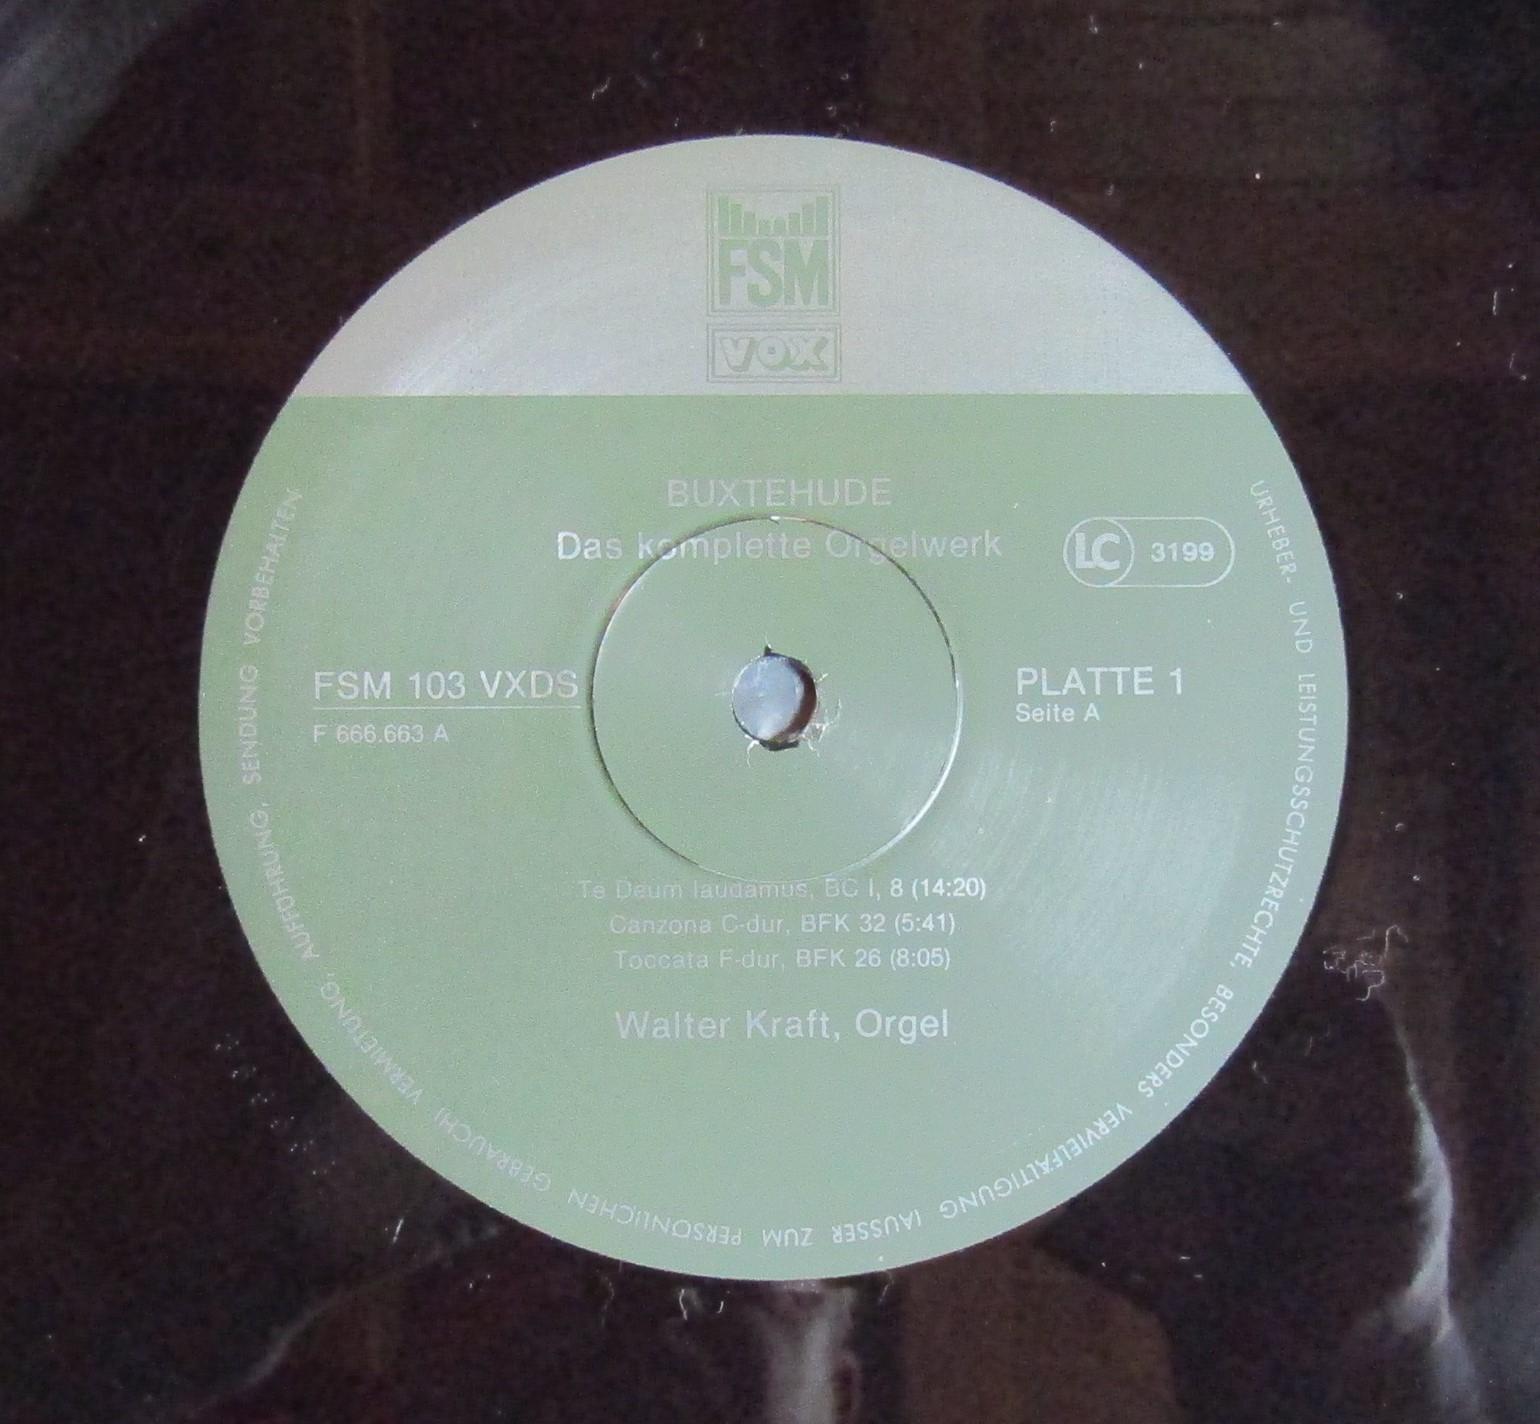 FSM
VOX
BUXTEHUDE
Das komplette Orgelwerk
LC 3199
FSM 103 VXDS
F 666.663 A
PLATTE 1
Seite A
Te Deum laudamus, BC I, 8 (14:20)
Canzona C-dur, BFK 32 (5:41)
Toccata F-dur, BFK 26 (8:05)
Walter Kraft, Orgel
URHEBER- UND LEISTUNGSSCHUTZRECHTE, BESONDERS VERVIELFÄLTIGUNG (AUSSER ZUM PERSÖNLICHEN GEBRAUCH) VERMIETUNG, AUFFÜHRUNG, SENDUNG VORBEHALTEN